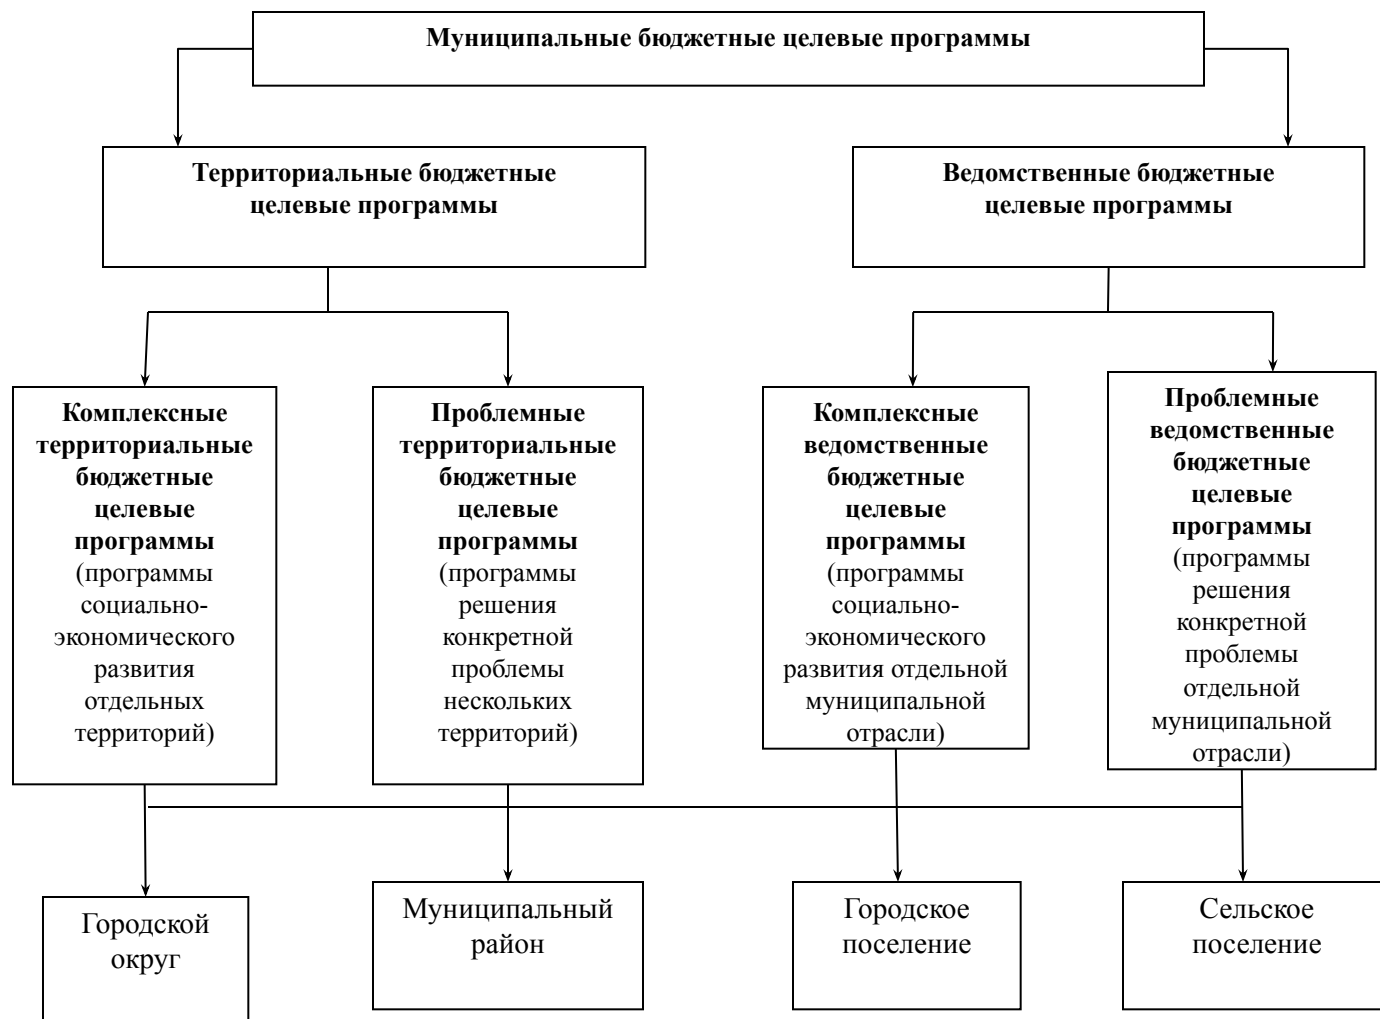 Муниципальные бюджетные целевые программы
Территориальные бюджетные
целевые программы
Ведомственные бюджетные
целевые программы
Комплексные
территориальные
бюджетные
целевые
программы
(программы
социально-
экономического
развития
отдельных
территорий)
Проблемные
территориальные
бюджетные
целевые
программы
(программы
решения
конкретной
проблемы
нескольких
территорий)
Комплексные
ведомственные
бюджетные
целевые
программы
(программы
социально-
экономического
развития отдельной
муниципальной
отрасли)
Проблемные
ведомственные
бюджетные
целевые
программы
(программы
решения
конкретной
проблемы
отдельной
муниципальной
отрасли)
Городской
округ
Муниципальный
район
Городское
поселение
Сельское
поселение